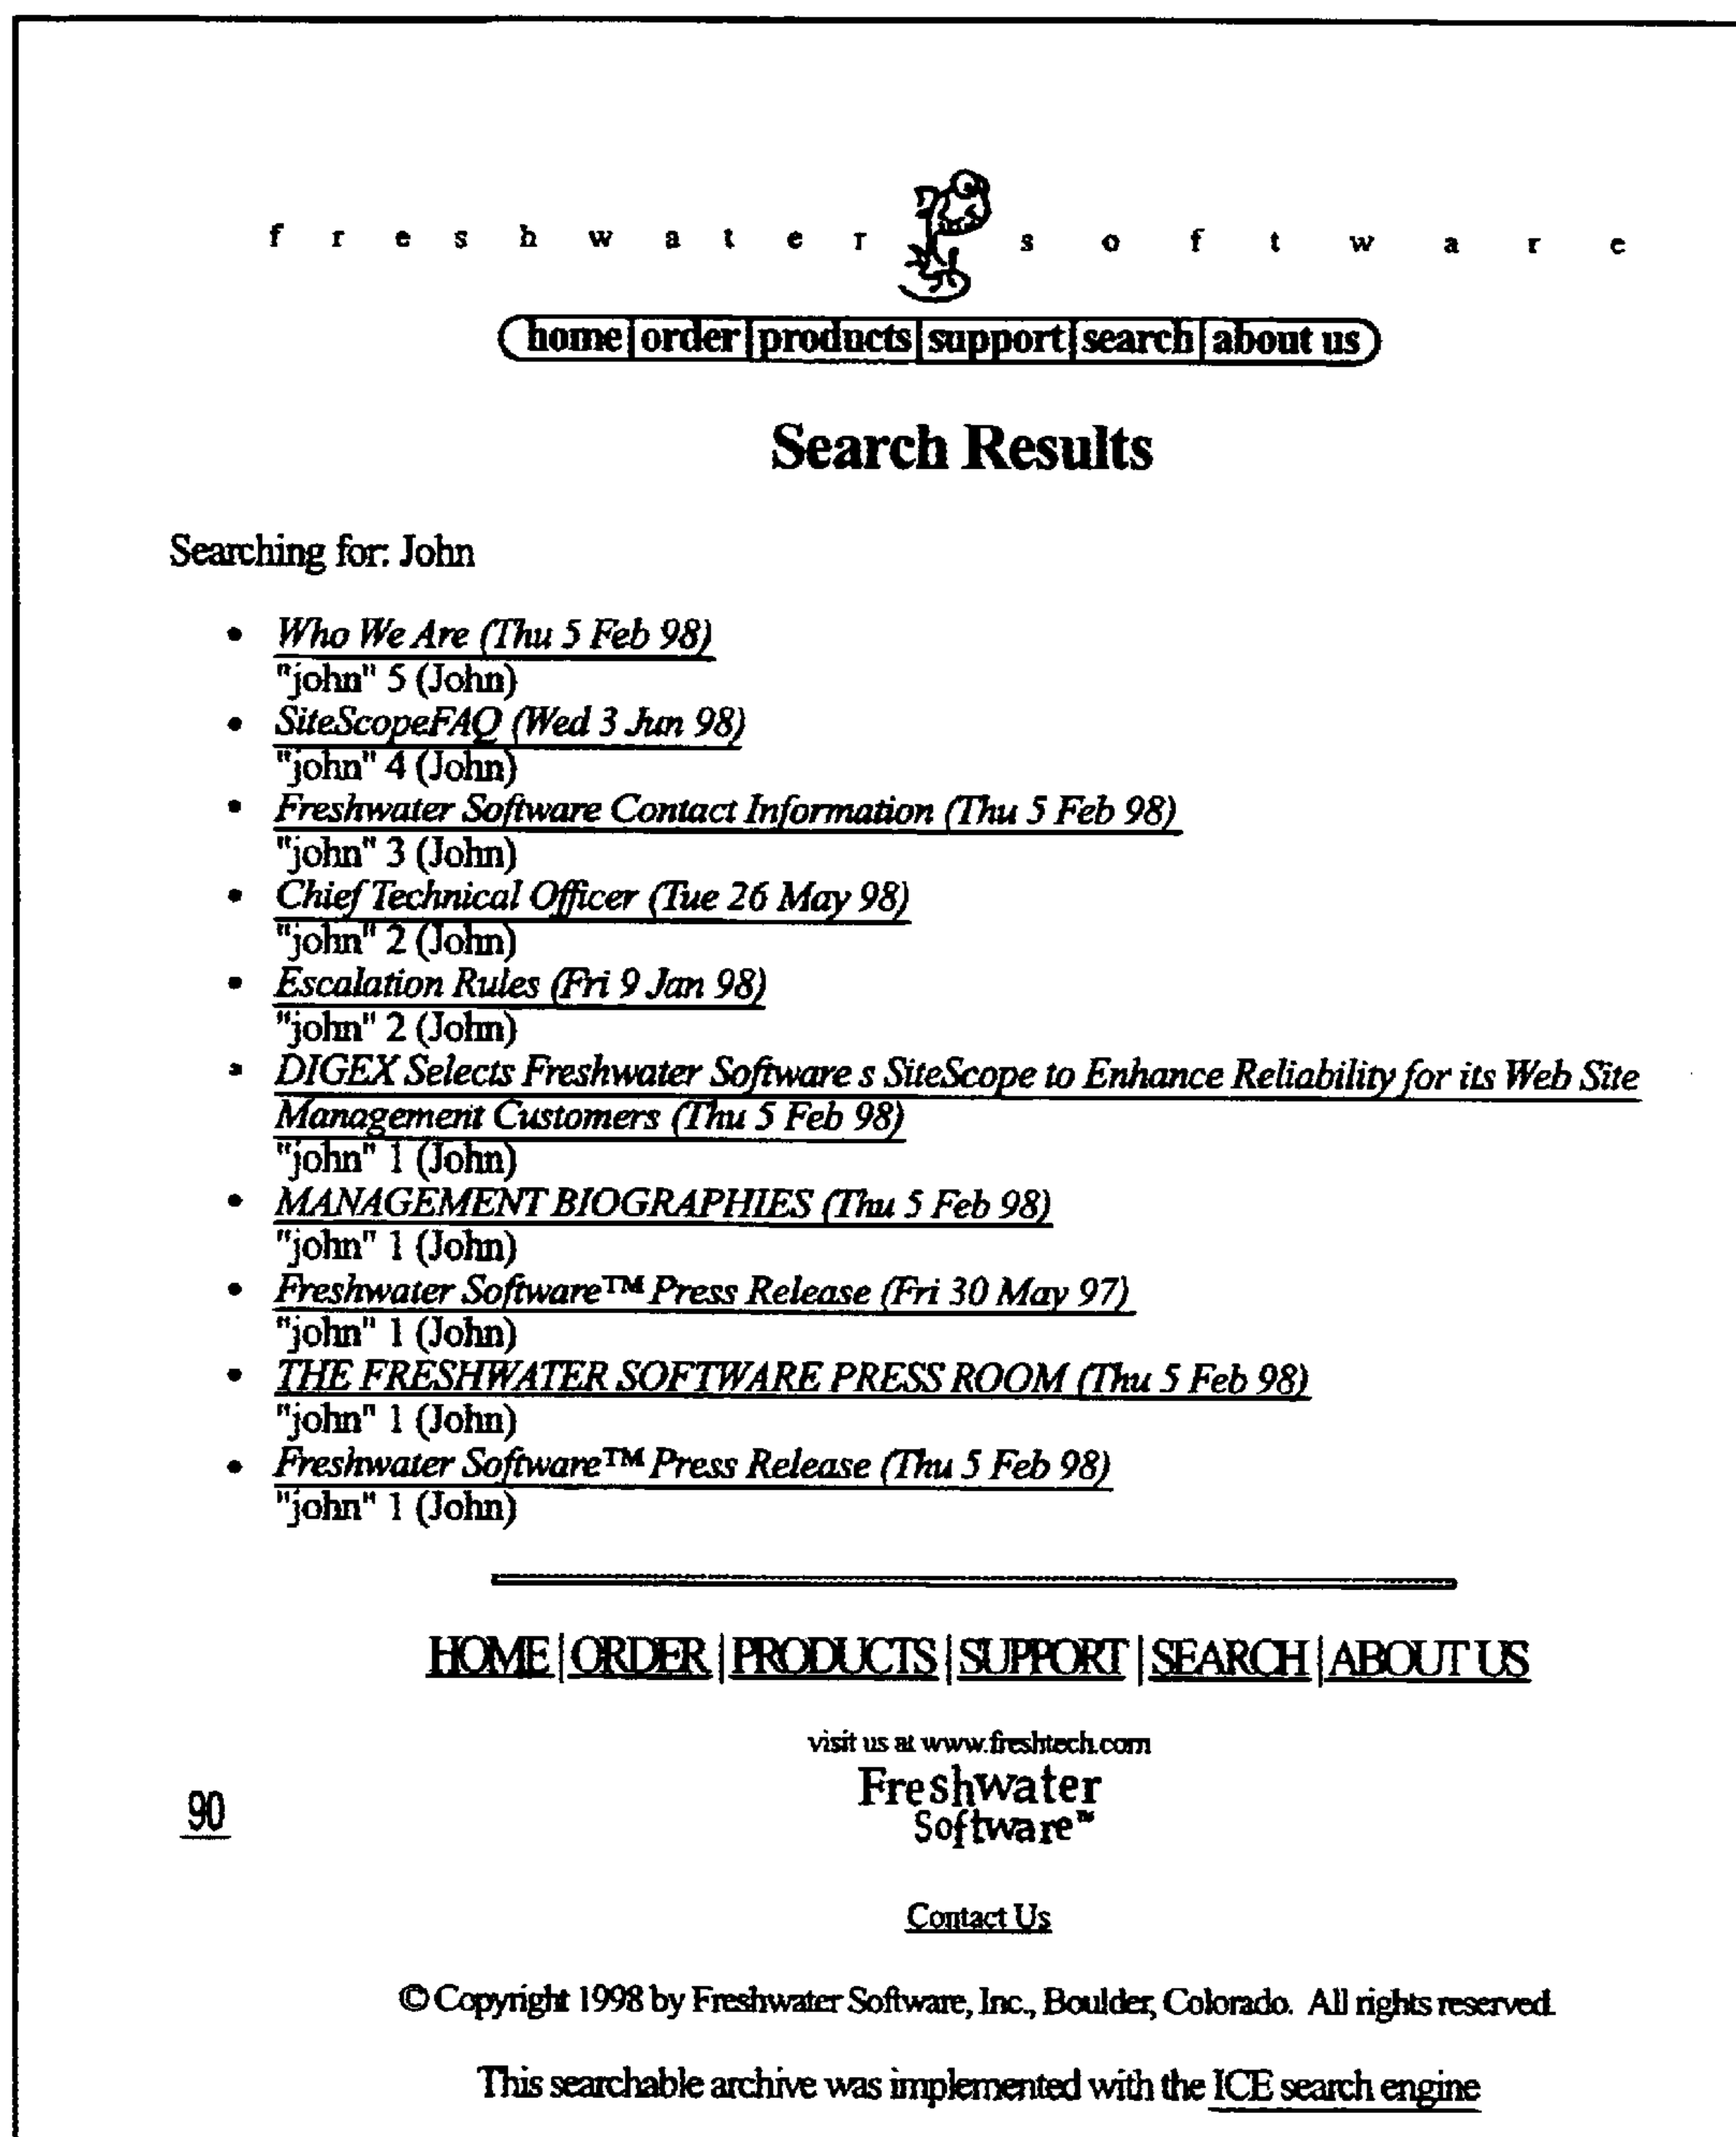 freshwater software
home|order|products|support|search|about us
Search Results
Searching for: John
• Who We Are (Thu 5 Feb 98)
"john" 5 (John)
• SiteScopeFAQ (Wed 3 Jun 98)
"john" 4 (John)
• Freshwater Software Contact Information (Thu 5 Feb 98)
"john" 3 (John)
• Chief Technical Officer (Tue 26 May 98)
"john" 2 (John)
• Escalation Rules (Fri 9 Jan 98)
"john" 2 (John)
• DIGEX Selects Freshwater Software s SiteScope to Enhance Reliability for its Web Site
Management Customers (Thu 5 Feb 98)
"john" 1 (John)
• MANAGEMENT BIOGRAPHIES (Thu 5 Feb 98)
"john" 1 (John)
• Freshwater Software™ Press Release (Fri 30 May 97)
"john" 1 (John)
• THE FRESHWATER SOFTWARE PRESS ROOM (Thu 5 Feb 98)
"john" 1 (John)
• Freshwater Software™ Press Release (Thu 5 Feb 98)
"john" 1 (John)
HOME|ORDER|PRODUCTS|SUPPORT|SEARCH|ABOUT US
visit us at www.freshtech.com
Freshwater
Software™
90
Contact Us
© Copyright 1998 by Freshwater Software, Inc., Boulder, Colorado. All rights reserved.
This searchable archive was implemented with the ICE search engine